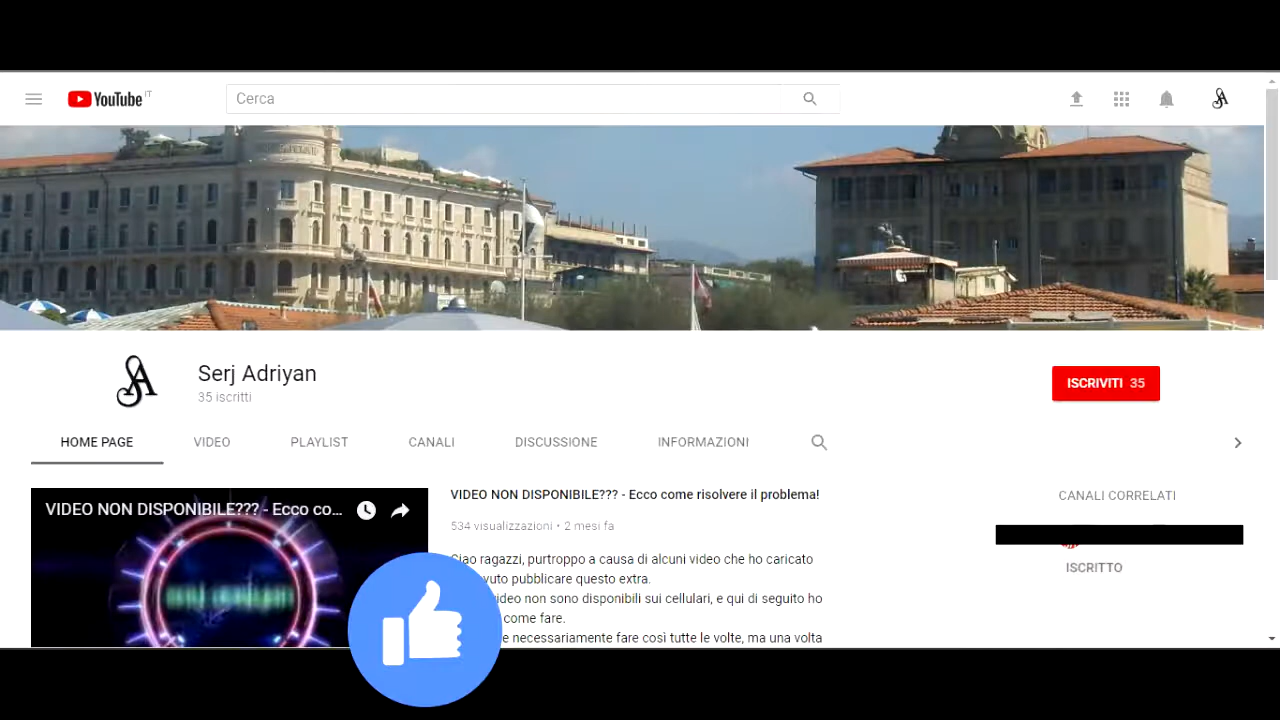 YouTube IT
Cerca
Serj Adriyan
35 iscritti
ISCRIVITI 35
HOME PAGE VIDEO PLAYLIST CANALI DISCUSSIONE INFORMAZIONI
VIDEO NON DISPONIBILE??? - Ecco co...
VIDEO NON DISPONIBILE??? - Ecco come risolvere il problema!
534 visualizzazioni • 2 mesi fa
Ciao ragazzi, purtroppo a causa di alcuni video che ho caricato
vuto pubblicare questo extra.
ideo non sono disponibili sui cellulari, e qui di seguito ho
come fare.
e necessariamente fare così tutte le volte, ma una volta
CANALI CORRELATI
ISCRITTO